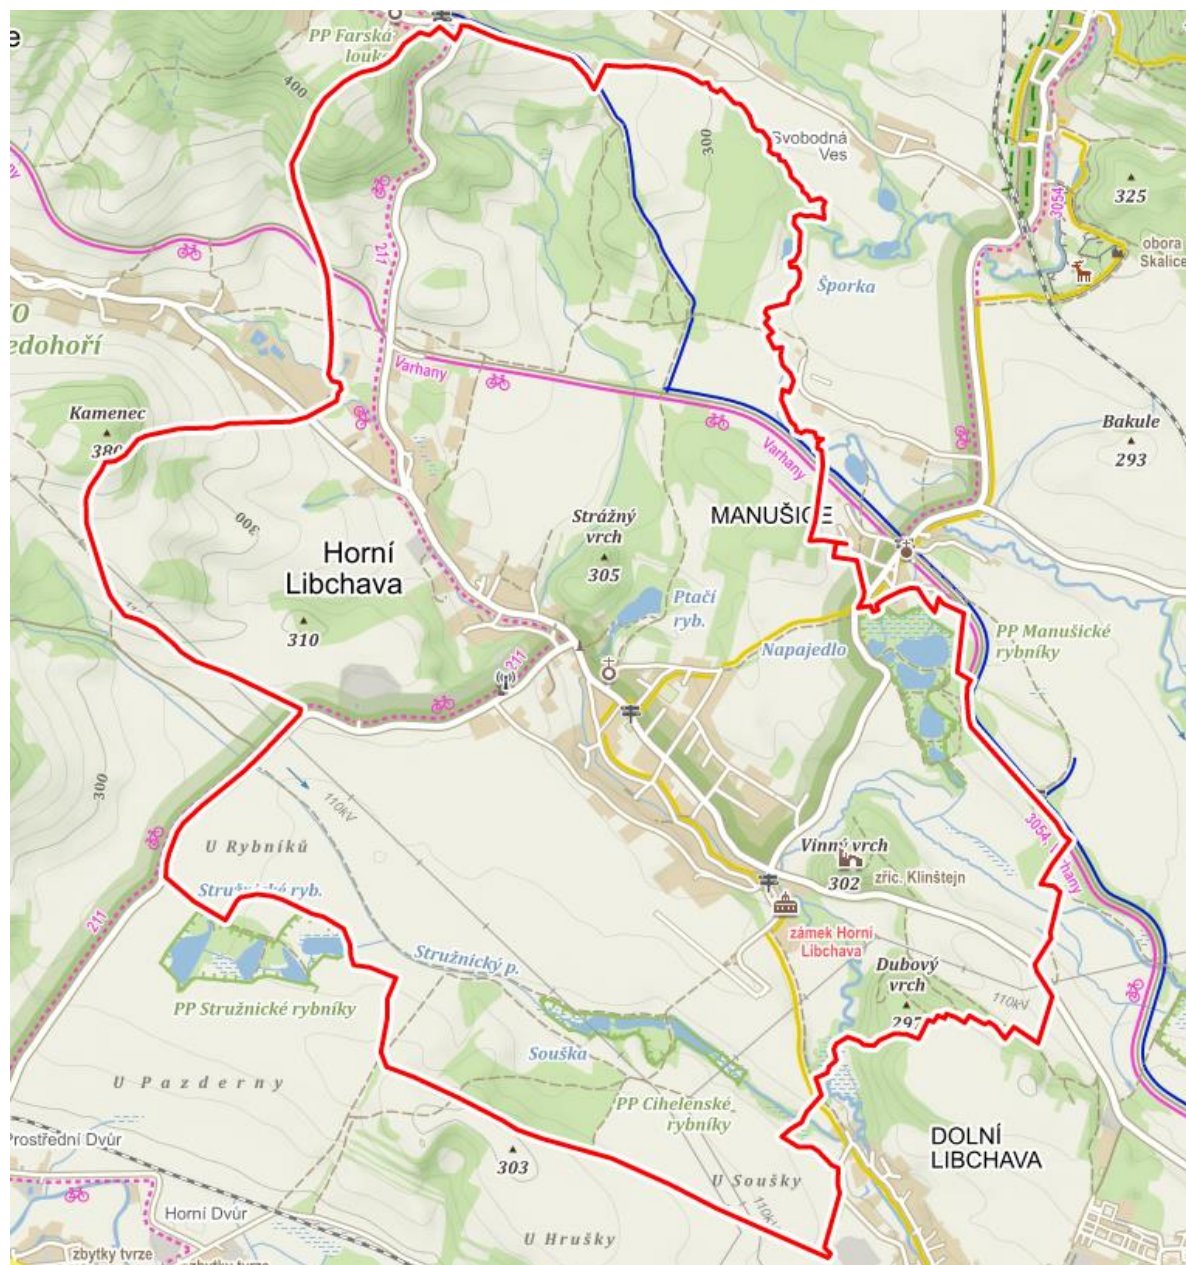 e
PP Farská
louka
400
300
Svobodná
Ves
325
3054
obora
Skalice
211
Šporka
O
edohoří
Varhany
Kamenec
380
Bakule
293
Varhany
MANUŠICE
Strážný
vrch
305
300
Horní
Libchava
310
Ptačí
ryb.
Napajedlo
PP Manušické
rybníky
211
300
110kV
U Rybníků
3054, Varhany
Vinný vrch
302
zříc. Klinštejn
Stružnické ryb.
211
zámek Horní
Libchava
Stružnický p.
Dubový
vrch
297
110kV
PP Stružnické rybníky
Souška
U Pazderny
PP Cihelenské
rybníky
Prostřední Dvůr
303
DOLNÍ
LIBCHAVA
U Soušky
110kV
Horní Dvůr
U Hrušky
zbytky tvrze
zbytky tvrze